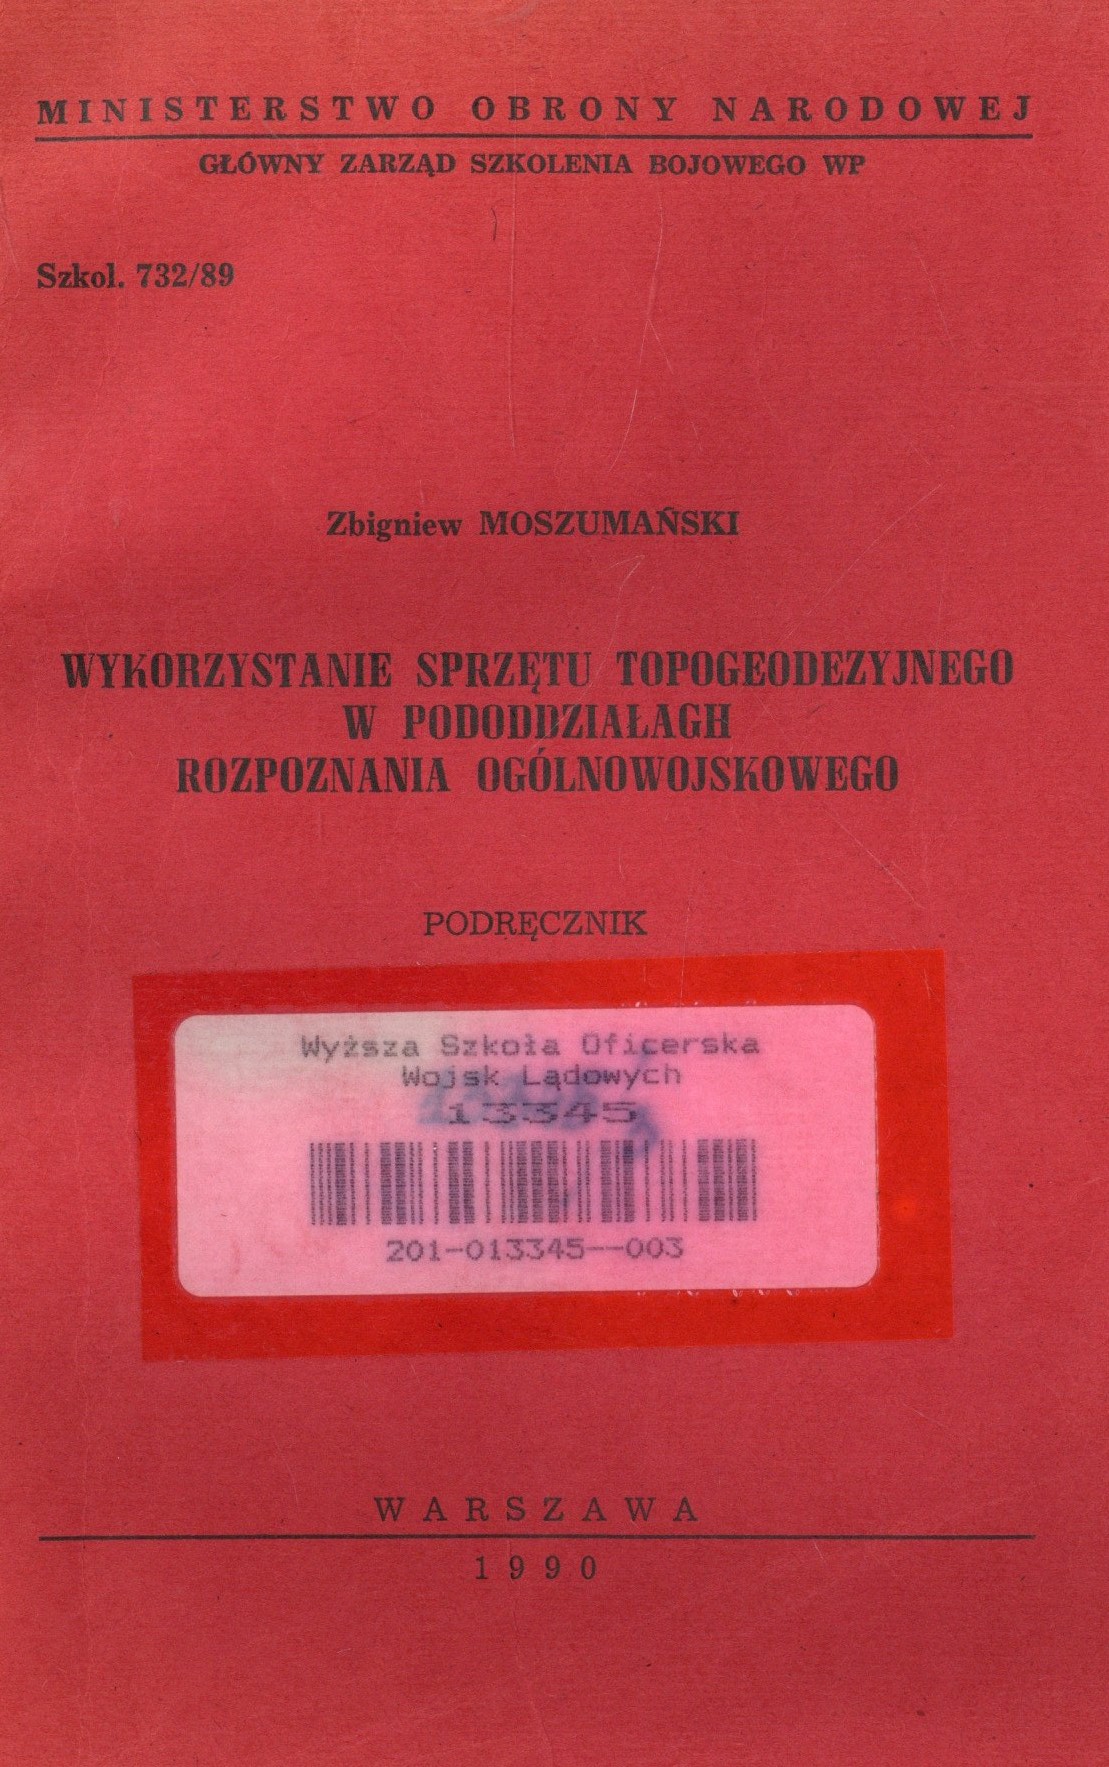 MINISTERSTWO OBRONY NARODOWEJ
GŁÓWNY ZARZĄD SZKOLENIA BOJOWEGO WP
Szkol. 732/89
Zbigniew MOSZUMAŃSKI
WYKORZYSTANIE SPRZĘTU TOPOGEODEZYJNEGO
W PODODDZIAŁACH
ROZPOZNANIA OGÓLNOWOJSKOWEGO
PODRĘCZNIK
Wyższa Szkoła Oficerska
Wojsk Lądowych
13345
201-013345--003
WARSZAWA
1990